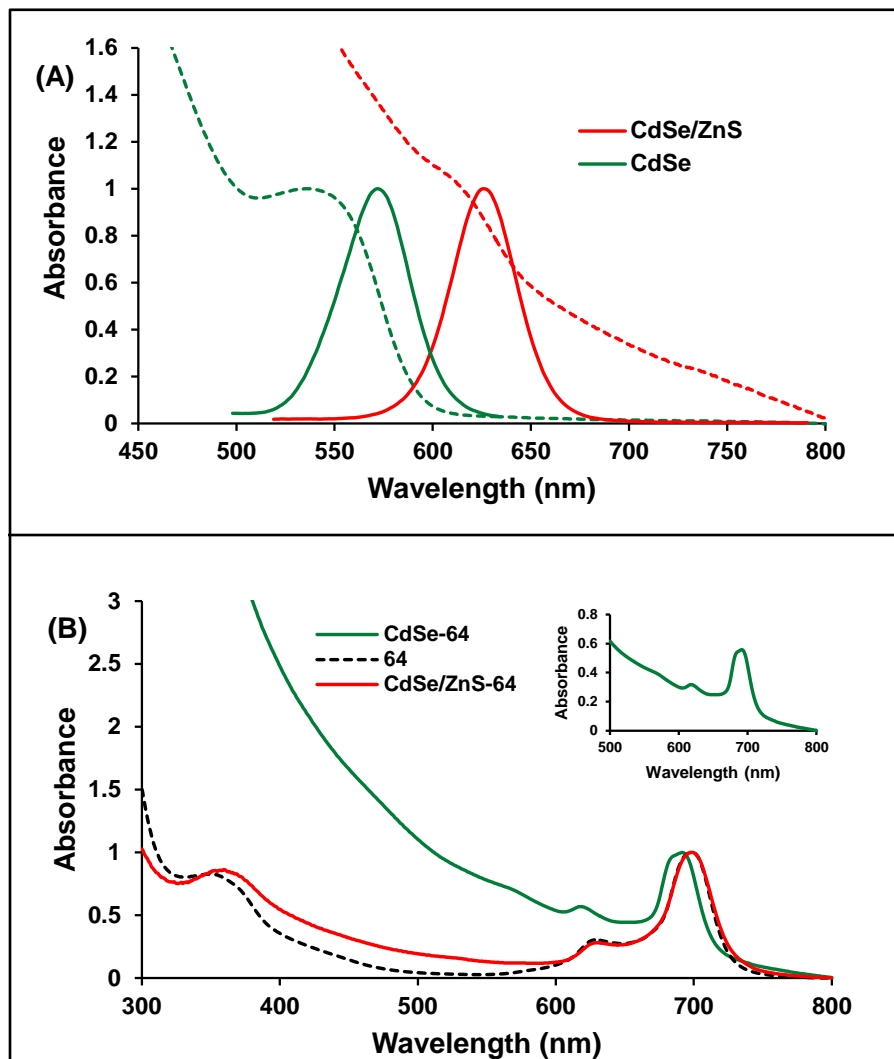 (A)
Absorbance
1.6
1.4
1.2
1
0.8
0.6
0.4
0.2
0
CdSe/ZnS
CdSe
450 500 550 600 650 700 750 800
Wavelength (nm)
(B)
Absorbance
3
2.5
2
1.5
1
0.5
0
CdSe-64
64
CdSe/ZnS-64
Absorbance
0.8
0.6
0.4
0.2
0
500 600 700 800
Wavelength (nm)
300 400 500 600 700 800
Wavelength (nm)